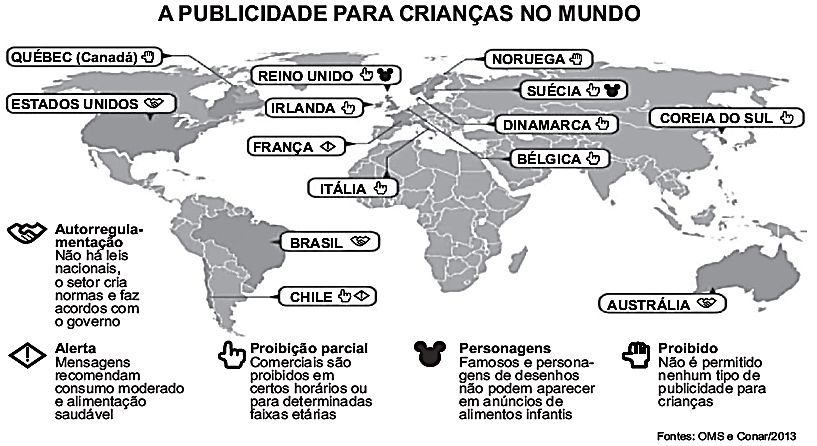 A PUBLICIDADE PARA CRIANÇAS NO MUNDO
QUÉBEC (Canadá)
NORUEGA
REINO UNIDO
SUÉCIA
ESTADOS UNIDOS
IRLANDA
DINAMARCA
COREIA DO SUL
FRANÇA
BÉLGICA
ITÁLIA
BRASIL
CHILE
AUSTRÁLIA
Autorregula-
mentação
Não há leis
nacionais,
o setor cria
normas e faz
acordos com
o governo
Alerta
Mensagens
recomendam
consumo moderado
e alimentação
saudável
Proibição parcial
Comerciais são
proibidos em
certos horários ou
para determinadas
faixas etárias
Personagens
Famosos e persona-
gens de desenhos
não podem aparecer
em anúncios de
alimentos infantis
Proibido
Não é permitido
nenhum tipo de
publicidade para
crianças
Fontes: OMS e Conar/2013